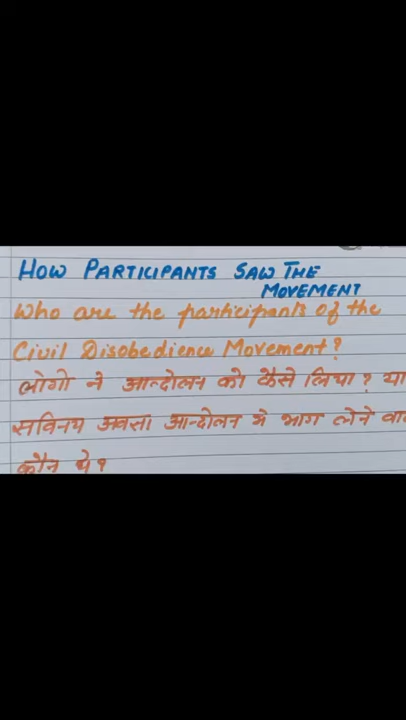 HOW PARTICIPANTS SAW THE
MOVEMENT
Who are the participants of the
Civil Disobedience Movement?
लोगो ने आन्दोलन को कैसे लिया? या
सविनय अवसा आन्दोलन मे भाग लेने वा
कौन थे?